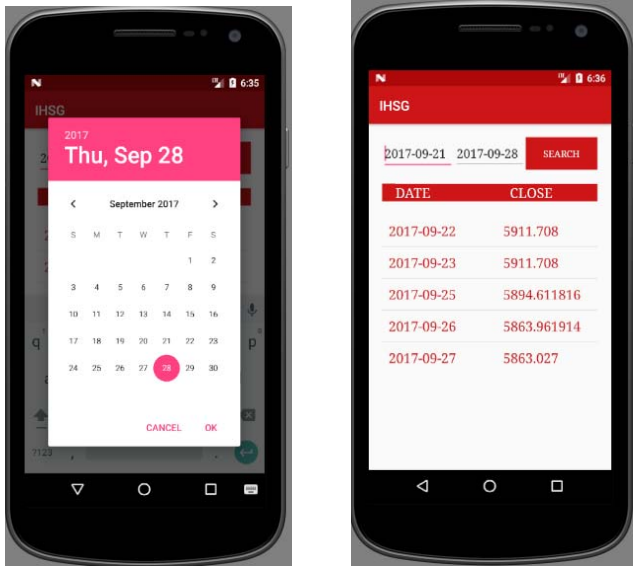 6:35
IHSG
2017
Thu, Sep 28
September 2017
S M T W T F S
1 2
3 4 5 6 7 8 9
10 11 12 13 14 15 16
17 18 19 20 21 22 23
24 25 26 27 28 29 30
CANCEL OK
q p
?123 , .
6:36
IHSG
2017-09-21 2017-09-28 SEARCH
DATE CLOSE
2017-09-22 5911.708
2017-09-23 5911.708
2017-09-25 5894.611816
2017-09-26 5863.961914
2017-09-27 5863.027